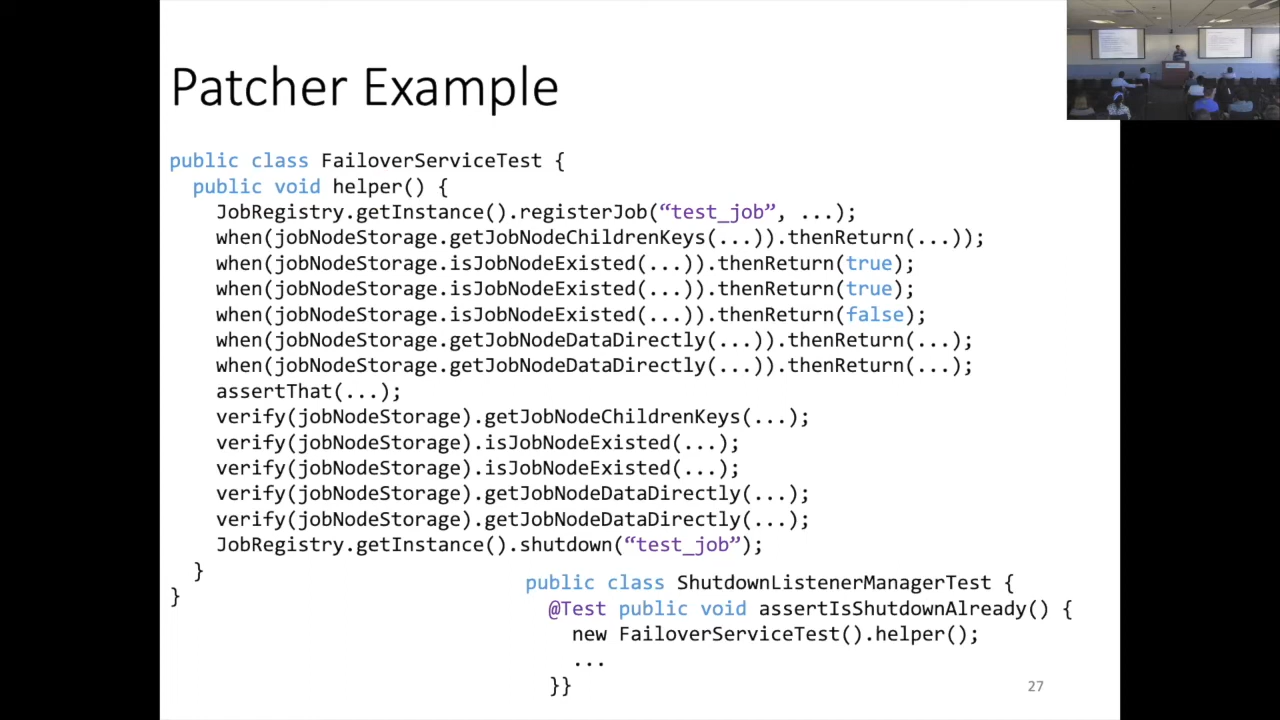 Patcher Example
public class FailoverServiceTest {
public void helper() {
JobRegistry.getInstance().registerJob(“test_job”, ...);
when(jobNodeStorage.getJobNodeChildrenKeys(...)).thenReturn(...));
when(jobNodeStorage.isJobNodeExisted(...)).thenReturn(true);
when(jobNodeStorage.isJobNodeExisted(...)).thenReturn(true);
when(jobNodeStorage.isJobNodeExisted(...)).thenReturn(false);
when(jobNodeStorage.getJobNodeDataDirectly(...)).thenReturn(...);
when(jobNodeStorage.getJobNodeDataDirectly(...)).thenReturn(...);
assertThat(...);
verify(jobNodeStorage).getJobNodeChildrenKeys(...);
verify(jobNodeStorage).isJobNodeExisted(...);
verify(jobNodeStorage).isJobNodeExisted(...);
verify(jobNodeStorage).getJobNodeDataDirectly(...);
verify(jobNodeStorage).getJobNodeDataDirectly(...);
JobRegistry.getInstance().shutdown(“test_job”);
}
}
public class ShutdownListenerManagerTest {
@Test public void assertIsShutdownAlready() {
new FailoverServiceTest().helper();
...
}}
27